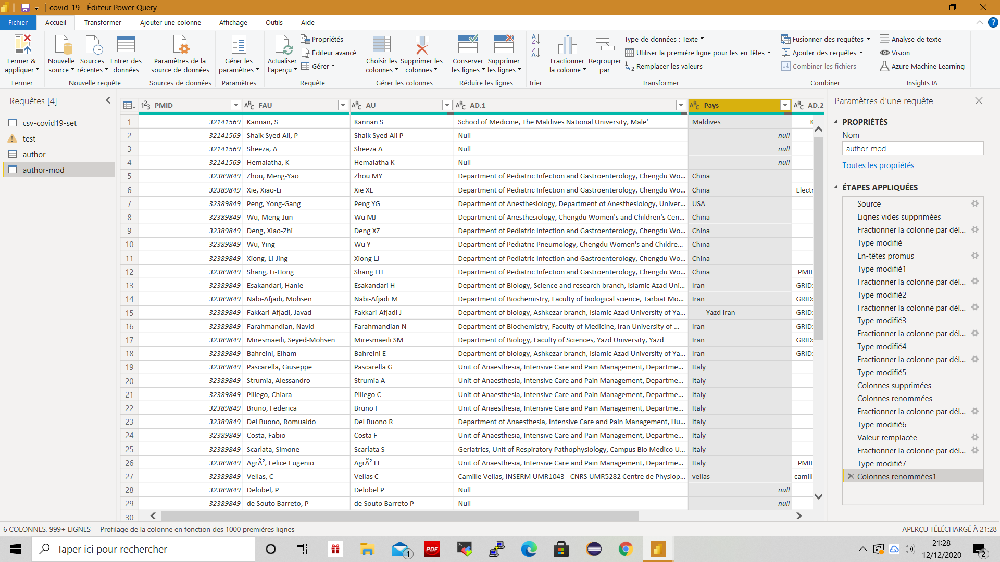 covid-19 - Éditeur Power Query
Fichier Accueil Transformer Ajouter une colonne Affichage Outils Aide
Fermer & appliquer
Fermer
Nouvelle source
Sources récentes
Entrer des données
Nouvelle requête
Paramètres de la source de données
Sources de données
Gérer les paramètres
Paramètres
Actualiser l'aperçu
Propriétés
Éditeur avancé
Gérer
Requête
Choisir les colonnes
Supprimer les colonnes
Gérer les colonnes
Conserver les lignes
Supprimer les lignes
Réduire les lignes
Trier
Fractionner la colonne
Regrouper par
Type de données : Texte
Utiliser la première ligne pour les en-têtes
Remplacer les valeurs
Transformer
Fusionner des requêtes
Ajouter des requêtes
Combiner les fichiers
Combiner
Analyse de texte
Vision
Azure Machine Learning
Insights IA
Requêtes [4]
csv-covid19-set
test
author
author-mod
PMID FAU AU AD.1 Pays AD.2
1 32141569 Kannan, S Kannan S School of Medicine, The Maldives National University, Male' Maldives K
2 32141569 Shaik Syed Ali, P Shaik Syed Ali P Null null
3 32141569 Sheeza, A Sheeza A Null null
4 32141569 Hemalatha, K Hemalatha K Null null
5 32389849 Zhou, Meng-Yao Zhou MY Department of Pediatric Infection and Gastroenterology, Chengdu Wo... China
6 32389849 Xie, Xiao-Li Xie XL Department of Pediatric Infection and Gastroenterology, Chengdu Wo... China Electr
7 32389849 Peng, Yong-Gang Peng YG Department of Anesthesiology, Department of Anesthesiology, Univer... USA
8 32389849 Wu, Meng-Jun Wu MJ Department of Anesthesiology, Chengdu Women's and Children's Cen... China
9 32389849 Deng, Xiao-Zhi Deng XZ Department of Pediatric Infection and Gastroenterology, Chengdu Wo... China
10 32389849 Wu, Ying Wu Y Department of Pediatric Pneumology, Chengdu Women's and Childre... China
11 32389849 Xiong, Li-Jing Xiong LJ Department of Pediatric Infection and Gastroenterology, Chengdu Wo... China
12 32389849 Shang, Li-Hong Shang LH Department of Pediatric Infection and Gastroenterology, Chengdu Wo... China PMID
13 32389849 Esakandari, Hanie Esakandari H Department of Biology, Science and research branch, Islamic Azad Uni... Iran GRID:
14 32389849 Nabi-Afjadi, Mohsen Nabi-Afjadi M Department of Biochemistry, Faculty of biological science, Tarbiat Mo... Iran GRID:
15 32389849 Fakkari-Afjadi, Javad Fakkari-Afjadi J Department of biology, Ashkezar branch, Islamic Azad University of Ya... Yazd Iran GRID:
16 32389849 Farahmandian, Navid Farahmandian N Department of Biochemistry, Faculty of Medicine, Iran University of ... Iran GRID:
17 32389849 Miresmaeili, Seyed-Mohsen Miresmaeili SM Department of Biology, Faculty of Sciences, Yazd University, Yazd Iran GRID:
18 32389849 Bahreini, Elham Bahreini E Department of biology, Ashkezar branch, Islamic Azad University of Ya... Iran GRID:
19 32389849 Pascarella, Giuseppe Pascarella G Unit of Anaesthesia, Intensive Care and Pain Management, Departme... Italy
20 32389849 Strumia, Alessandro Strumia A Unit of Anaesthesia, Intensive Care and Pain Management, Departme... Italy
21 32389849 Piliego, Chiara Piliego C Unit of Anaesthesia, Intensive Care and Pain Management, Departme... Italy
22 32389849 Bruno, Federica Bruno F Unit of Anaesthesia, Intensive Care and Pain Management, Departme... Italy
23 32389849 Del Buono, Romualdo Del Buono R Department of Anaesthesia, Intensive Care and Pain Management, Hu... Italy
24 32389849 Costa, Fabio Costa F Unit of Anaesthesia, Intensive Care and Pain Management, Departme... Italy
25 32389849 Scarlata, Simone Scarlata S Geriatrics, Unit of Respiratory Pathophysiology, Campus Bio Medico U... Italy
26 32389849 AgrÃ², Felice Eugenio AgrÃ² FE Unit of Anaesthesia, Intensive Care and Pain Management, Departme... Italy PMID
27 32389849 Vellas, C Vellas C Camille Vellas, INSERM UMR1043 - CNRS UMR5282 Centre de Physiop... vellas camill
28 32389849 Delobel, P Delobel P Null null
29 32389849 de Souto Barreto, P de Souto Barreto P Null null
30
Paramètres d'une requête
PROPRIÉTÉS
Nom
author-mod
Toutes les propriétés
ÉTAPES APPLIQUÉES
Source
Lignes vides supprimées
Fractionner la colonne par dél...
Type modifié
En-têtes promus
Type modifié1
Fractionner la colonne par dél...
Type modifié2
Fractionner la colonne par dél...
Type modifié3
Fractionner la colonne par dél...
Type modifié4
Fractionner la colonne par dél...
Type modifié5
Colonnes supprimées
Colonnes renommées
Fractionner la colonne par dél...
Type modifié6
Valeur remplacée
Fractionner la colonne par dél...
Type modifié7
Colonnes renommées1
6 COLONNES, 999+ LIGNES Profilage de la colonne en fonction des 1000 premières lignes APERÇU TÉLÉCHARGÉ À 21:28
Taper ici pour rechercher
1
PDF
21:28
12/12/2020
2